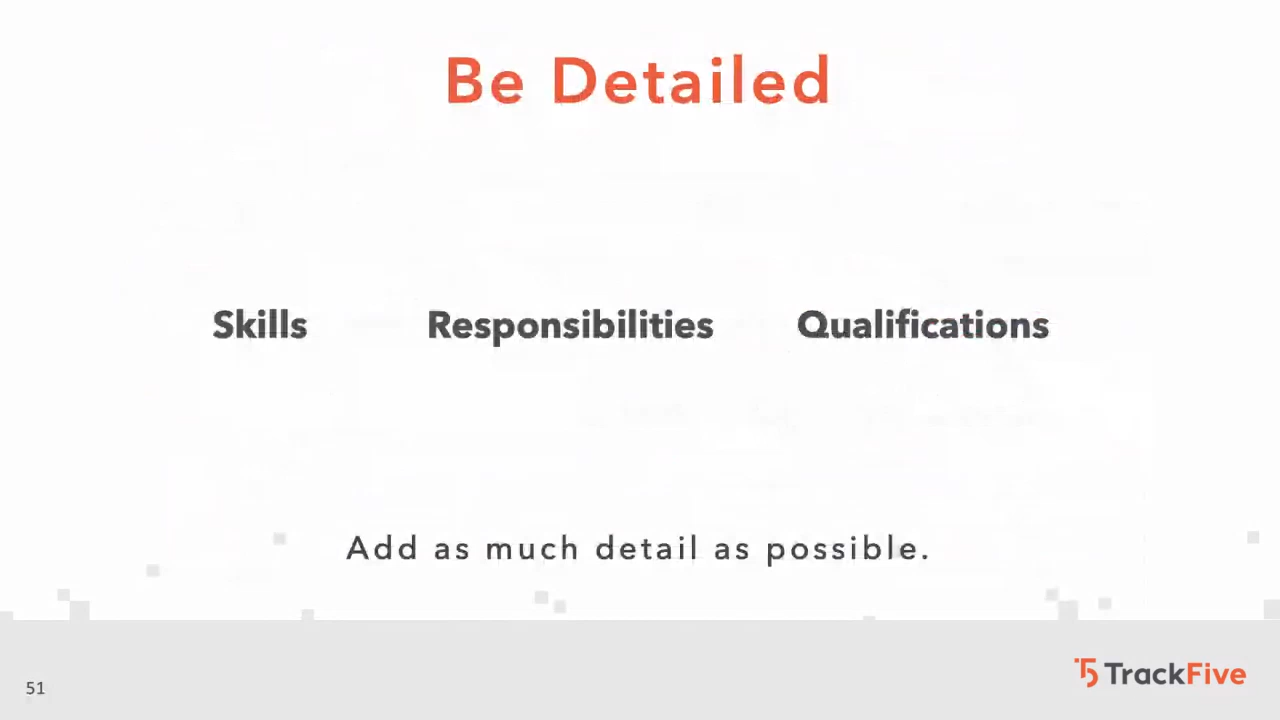 Be Detailed
Skills Responsibilities Qualifications
Add as much detail as possible.
51
TrackFive